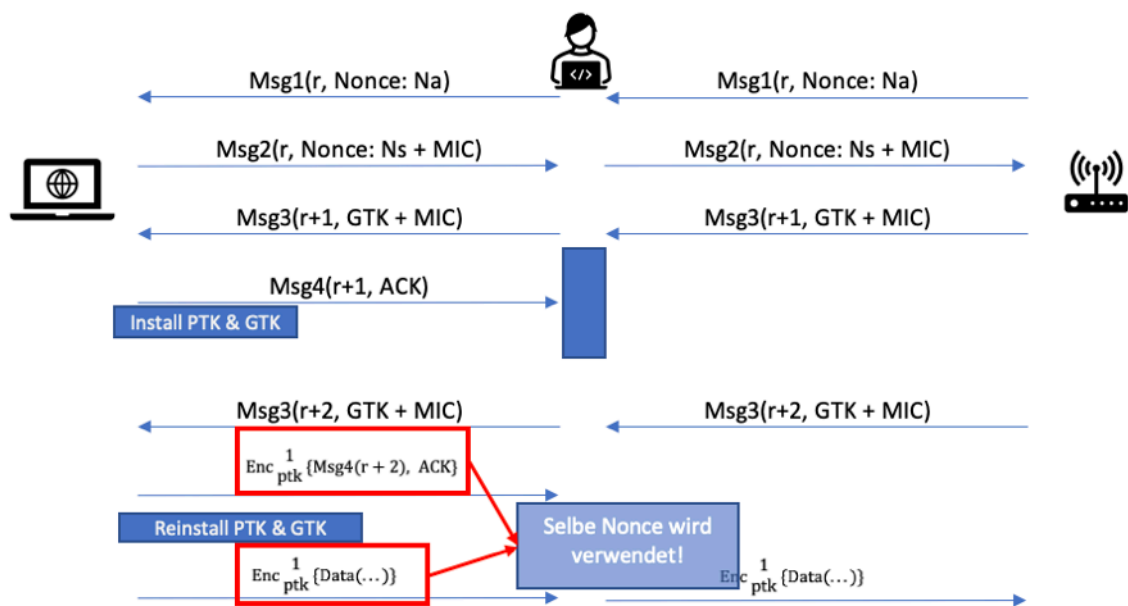 Msg1(r, Nonce: Na)
Msg1(r, Nonce: Na)
</>
Msg2(r, Nonce: Ns + MIC)
Msg2(r, Nonce: Ns + MIC)
Msg3(r+1, GTK + MIC)
Msg3(r+1, GTK + MIC)
Msg4(r+1, ACK)
Install PTK & GTK
Msg3(r+2, GTK + MIC)
Msg3(r+2, GTK + MIC)
Enc 1 ptk {Msg4(r + 2), ACK}
Reinstall PTK & GTK
Selbe Nonce wird
verwendet!
Enc 1 ptk {Data(...)}
Enc 1 ptk {Data(...)}